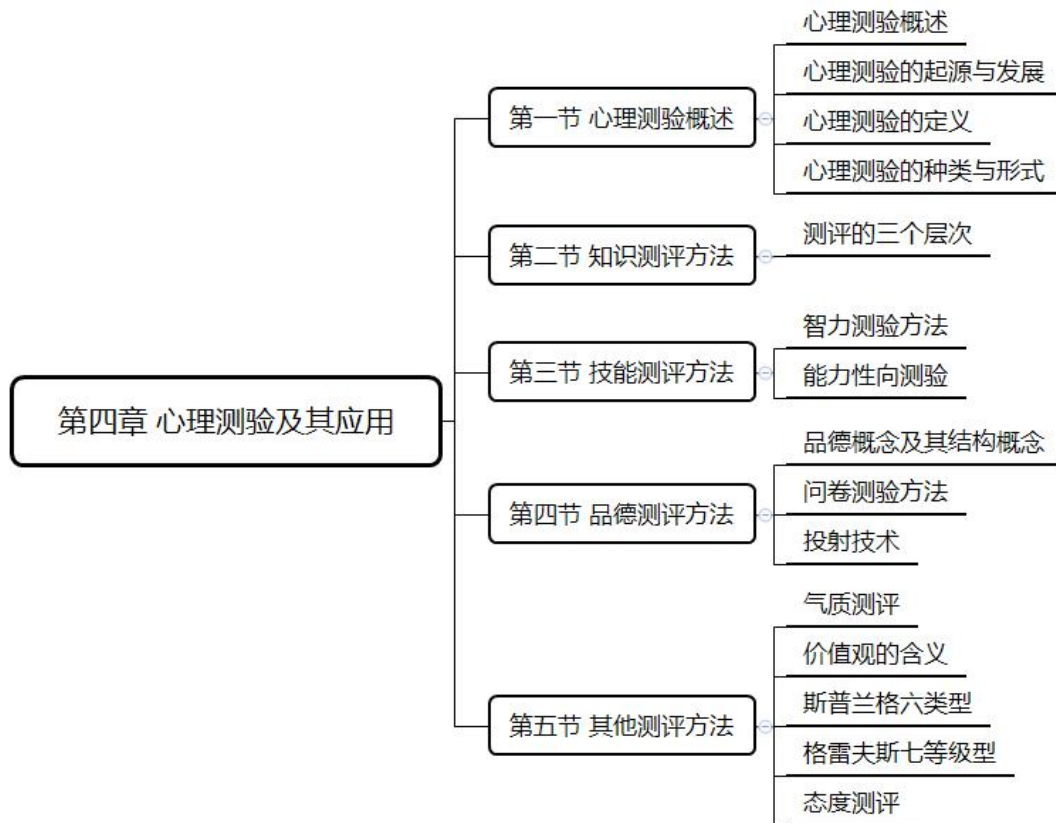 第四章 心理测验及其应用
第一节 心理测验概述
心理测验概述
心理测验的起源与发展
心理测验的定义
心理测验的种类与形式
第二节 知识测评方法
测评的三个层次
第三节 技能测评方法
智力测验方法
能力性向测验
第四节 品德测评方法
品德概念及其结构概念
问卷测验方法
投射技术
第五节 其他测评方法
气质测评
价值观的含义
斯普兰格六类型
格雷夫斯七等级型
态度测评